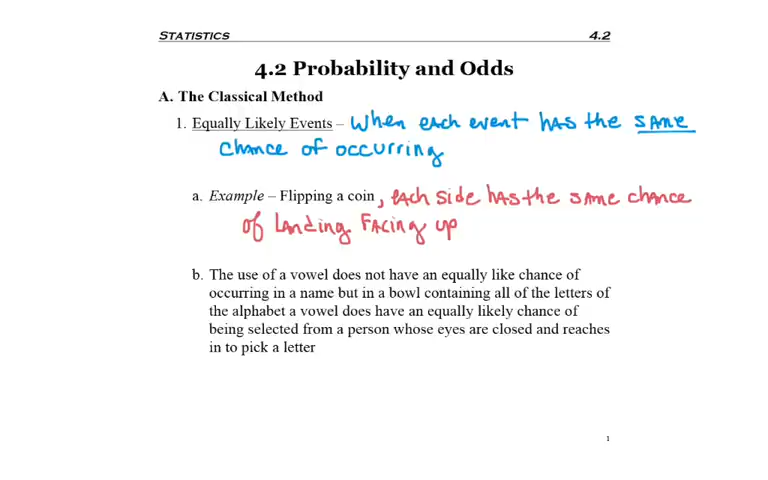 STATISTICS 4.2
4.2 Probability and Odds
A. The Classical Method
1. Equally Likely Events – When each event has the same
chance of occurring
a. Example – Flipping a coin, each side has the same chance
of landing facing up
b. The use of a vowel does not have an equally like chance of
occurring in a name but in a bowl containing all of the letters of
the alphabet a vowel does have an equally likely chance of
being selected from a person whose eyes are closed and reaches
in to pick a letter
1